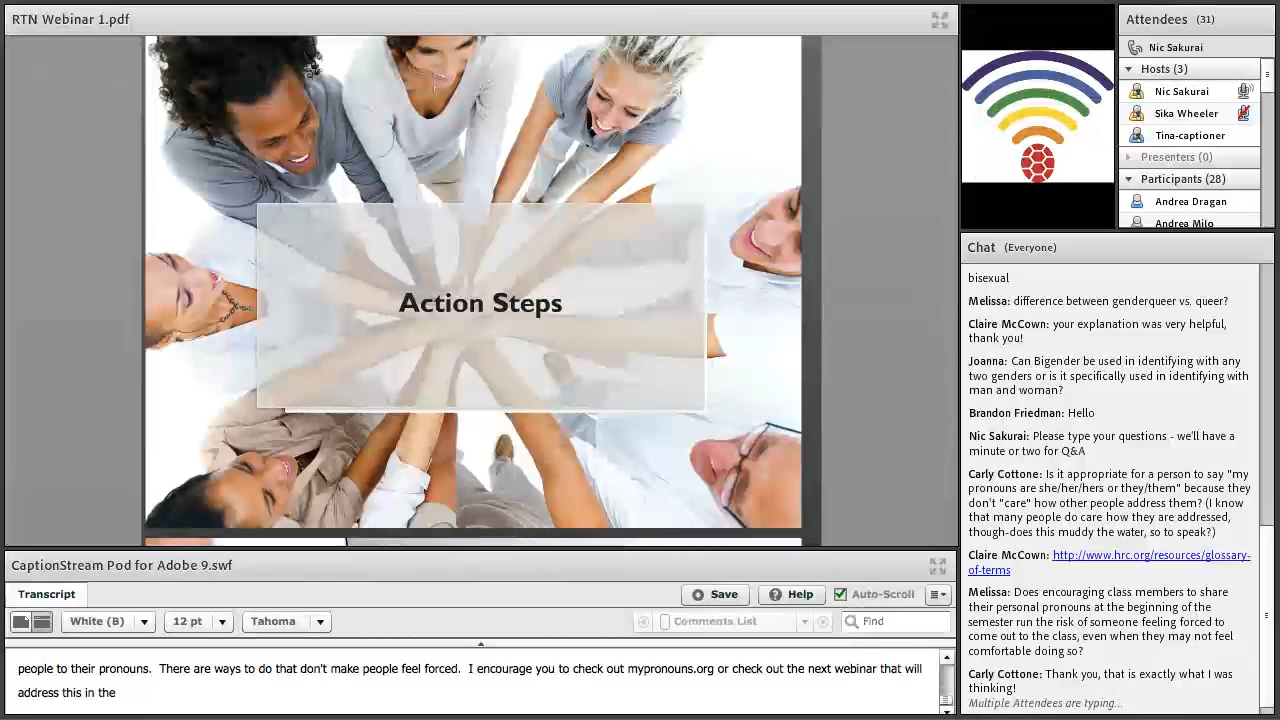 RTN Webinar 1.pdf
Action Steps
Attendees (31)
Nic Sakurai
Hosts (3)
Nic Sakurai
Sika Wheeler
Tina-captioner
Presenters (0)
Participants (28)
Andrea Dragan
Andrea Milo
Chat (Everyone)
bisexual
Melissa: difference between genderqeer vs. queer?
Claire McCown: your explanation was very helpful,
thank you!
Joanna: Can Bigender be used in identifying with any
two genders or is it specifically used in identifying with
man and woman?
Brandon Friedman: Hello
Nic Sakurai: Please type your questions - we'll have a
minute or two for Q&A
Carly Cottone: Is it appropriate for a person to say "my
pronouns are she/her/hers or they/them" because they
don't "care" how other people address them? (I know
that many people do care how they are addressed,
though-does this muddy the water, so to speak?)
Claire McCown: http://www.hrc.org/resources/glossary-
of-terms
Melissa: Does encouraging class members to share
their personal pronouns at the beginning of the
semester run the risk of someone feeling forced to
come out to the class, even when they may not feel
comfortable doing so?
Carly Cottone: Thank you, that is exactly what I was
thinking!
Multiple Attendees are typing...
CaptionStream Pod for Adobe 9.swf
Transcript
Save
Help
Auto-Scroll
White (B)
12 pt
Tahoma
Comments List
Find
people to their pronouns. There are ways to do that don't make people feel forced. I encourage you to check out mypronouns.org or check out the next webinar that will
address this in the